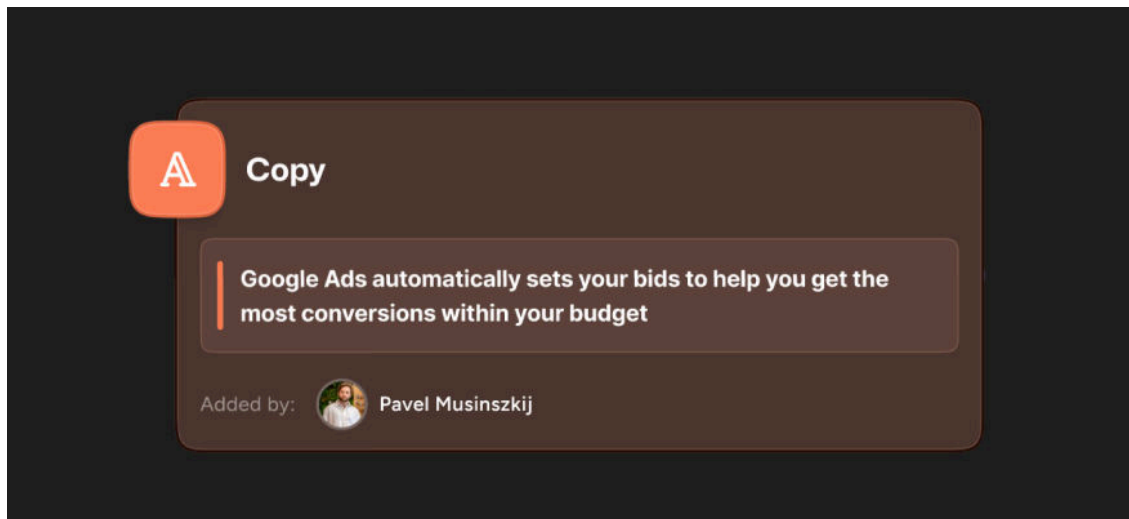 A
Copy
Google Ads automatically sets your bids to help you get the
most conversions within your budget
Added by: Pavel Musinszkij